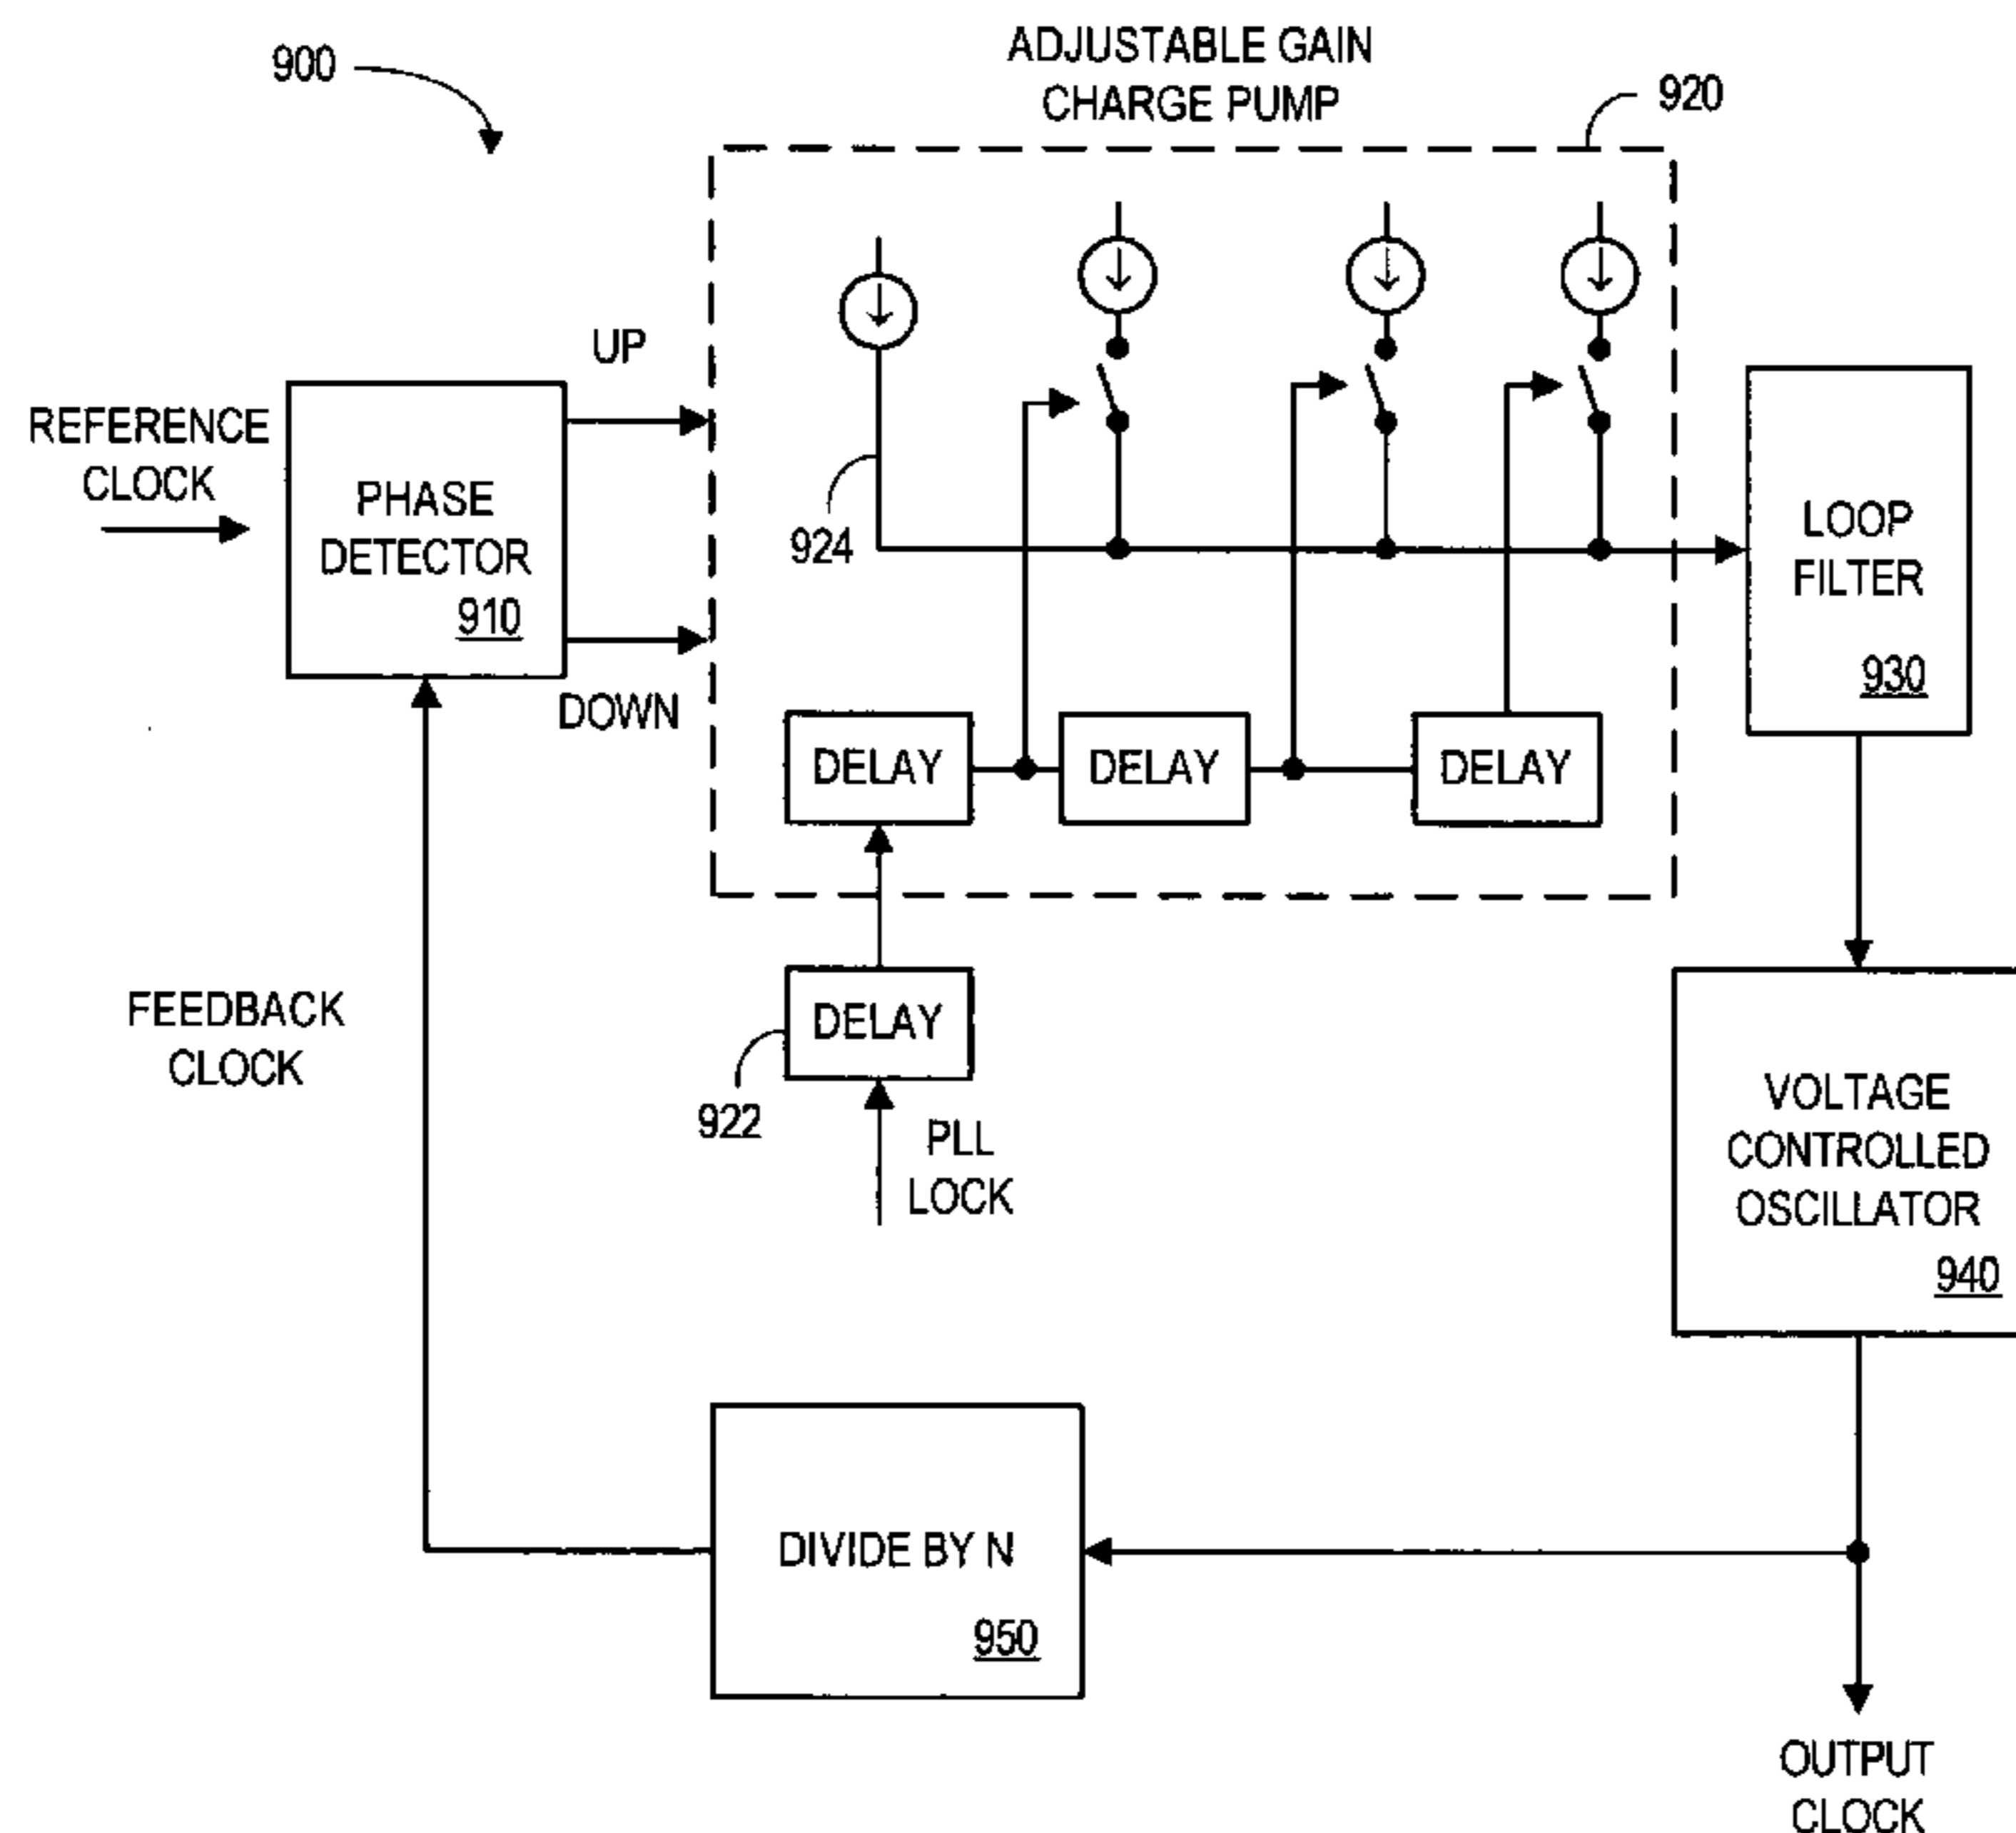 ADJUSTABLE GAIN
CHARGE PUMP
900
920
UP
REFERENCE
CLOCK
PHASE
DETECTOR
910
924
LOOP
FILTER
930
DOWN
DELAY
DELAY
DELAY
FEEDBACK
CLOCK
DELAY
922
PLL
LOCK
VOLTAGE
CONTROLLED
OSCILLATOR
940
DIVIDE BY N
950
OUTPUT
CLOCK